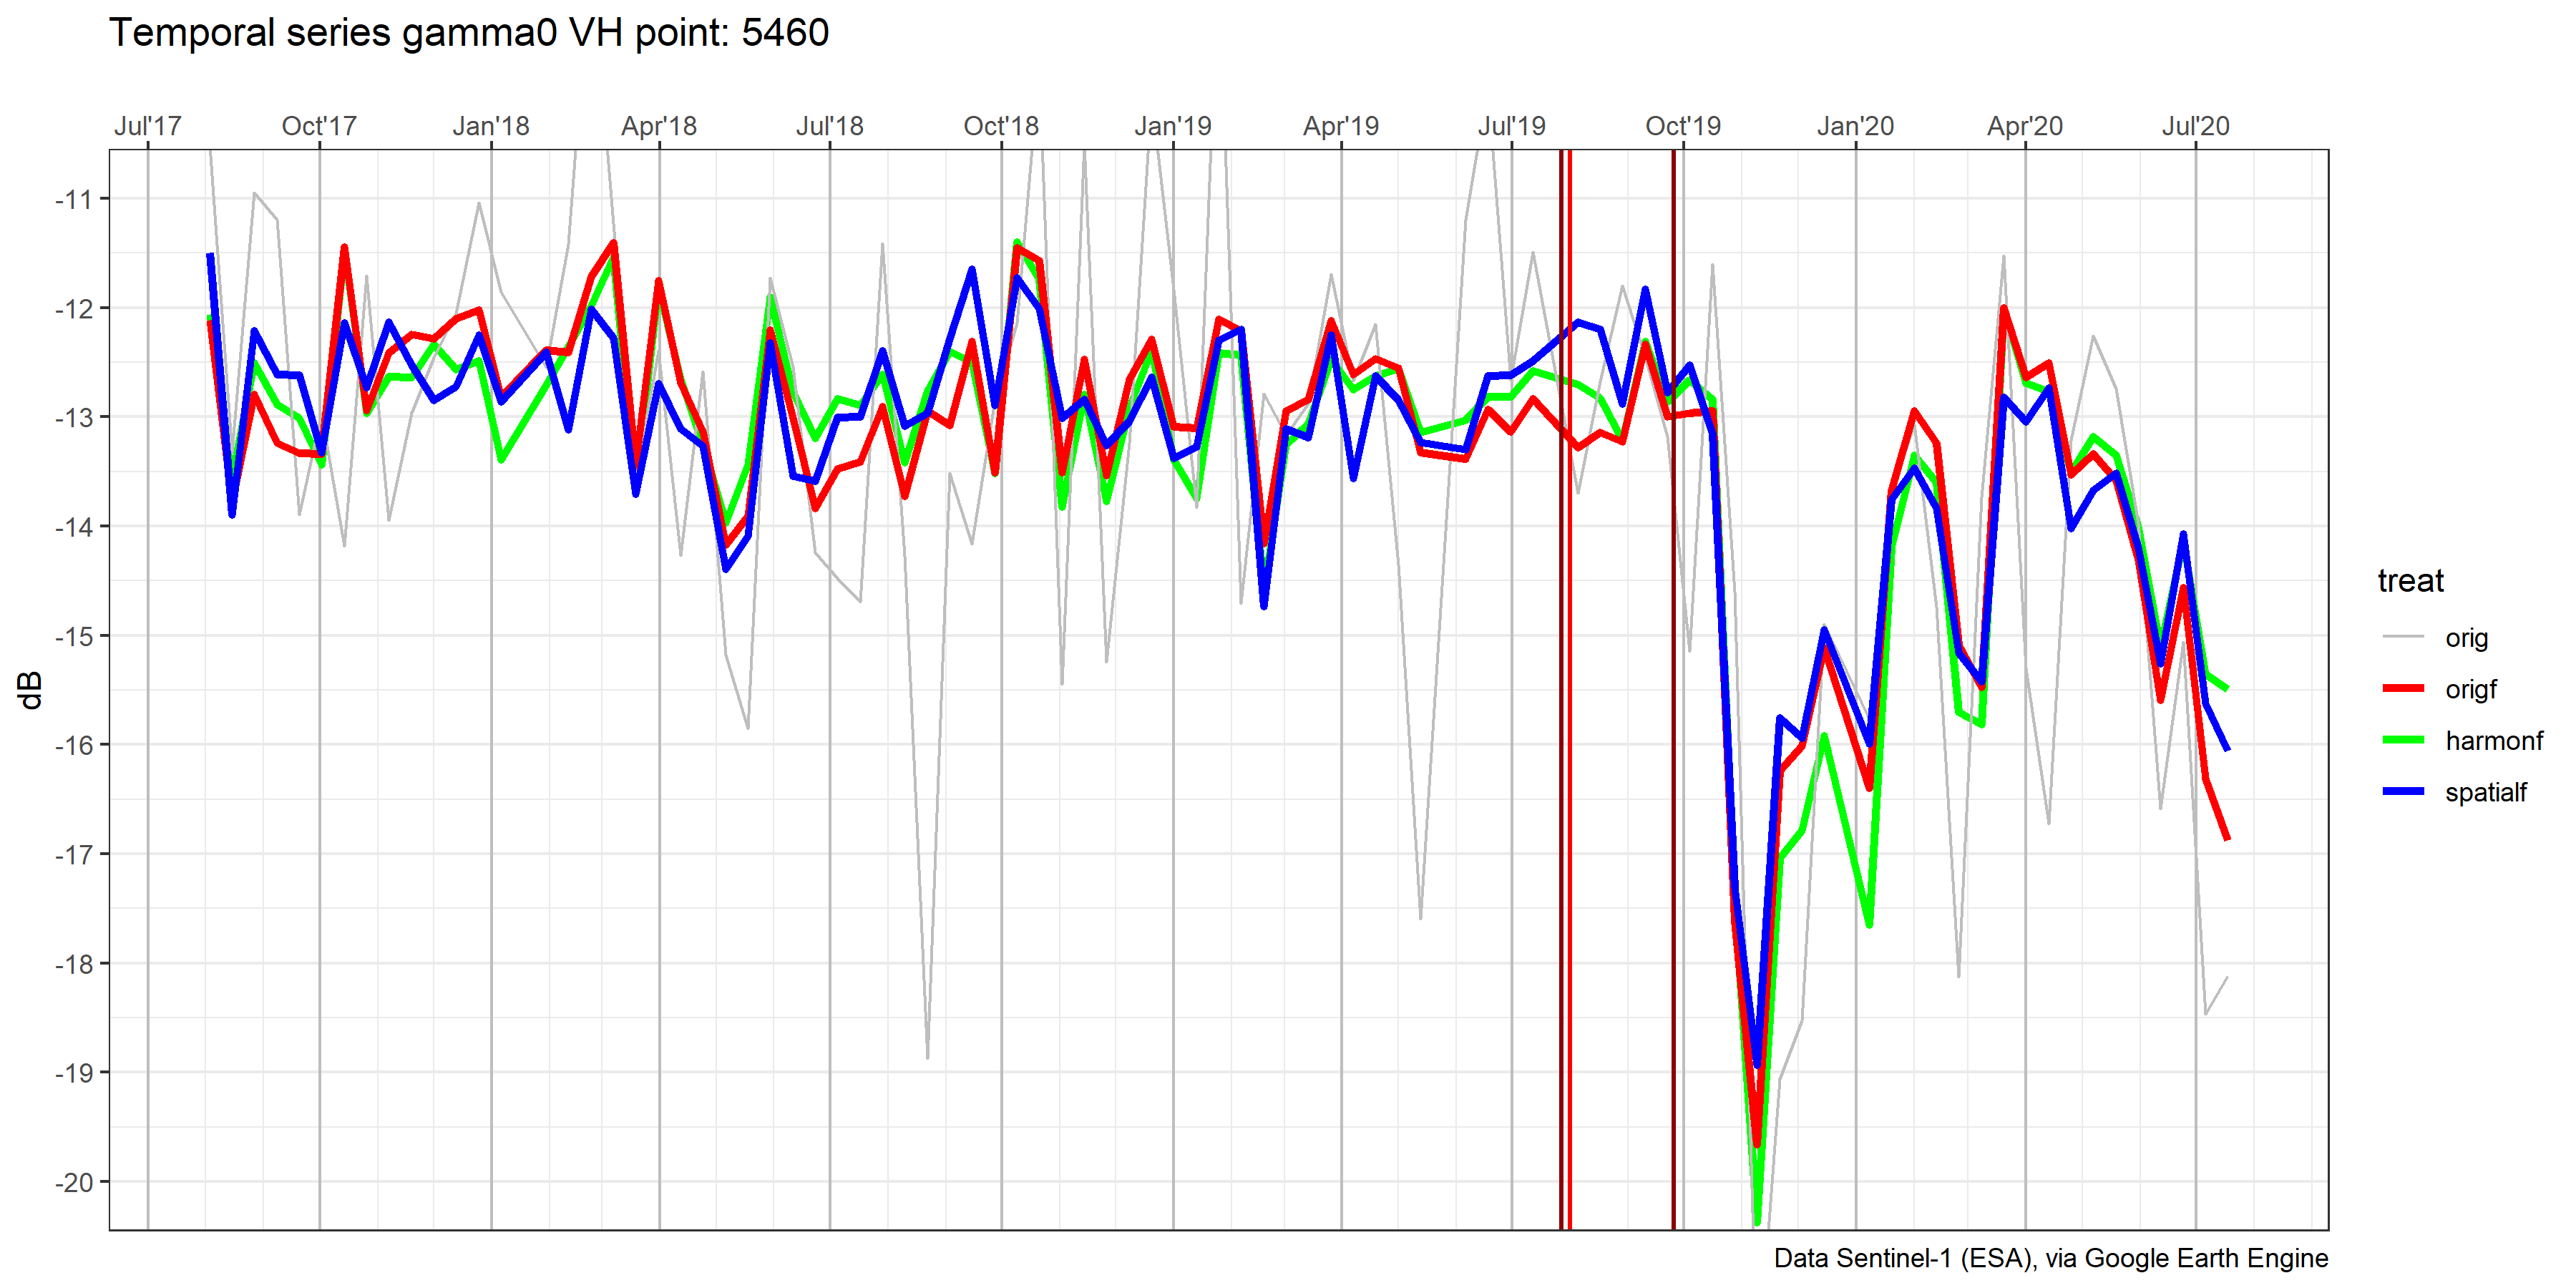 Temporal series gamma0 VH point: 5460
Jul'17 Oct'17 Jan'18 Apr'18 Jul'18 Oct'18 Jan'19 Apr'19 Jul'19 Oct'19 Jan'20 Apr'20 Jul'20
-11
-12
-13
-14
-15
-16
-17
-18
-19
-20
dB
treat
orig
origf
harmonf
spatialf
Data Sentinel-1 (ESA), via Google Earth Engine